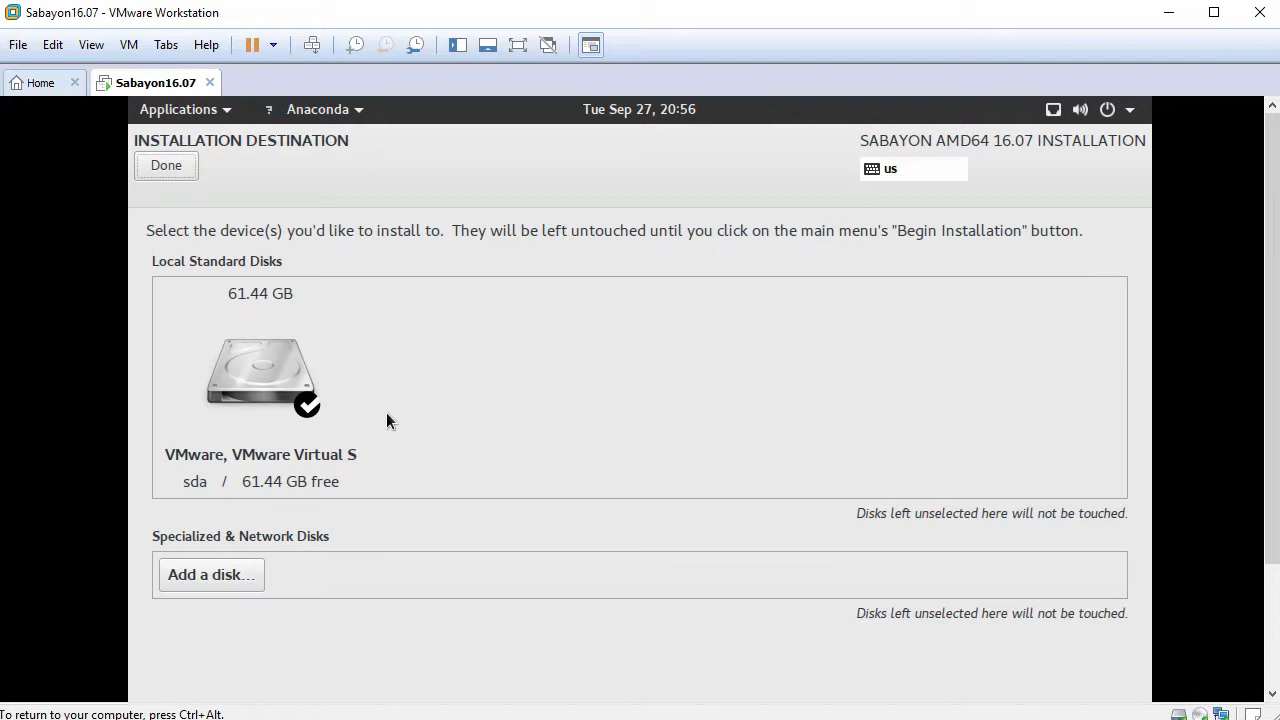 Sabayon16.07 - VMware Workstation
File Edit View VM Tabs Help
Home Sabayon16.07
Applications ? Anaconda Tue Sep 27, 20:56
INSTALLATION DESTINATION SABAYON AMD64 16.07 INSTALLATION
Done us
Select the device(s) you'd like to install to. They will be left untouched until you click on the main menu's "Begin Installation" button.
Local Standard Disks
61.44 GB
VMware, VMware Virtual S
sda / 61.44 GB free
Disks left unselected here will not be touched.
Specialized & Network Disks
Add a disk...
Disks left unselected here will not be touched.
To return to your computer, press Ctrl+Alt.